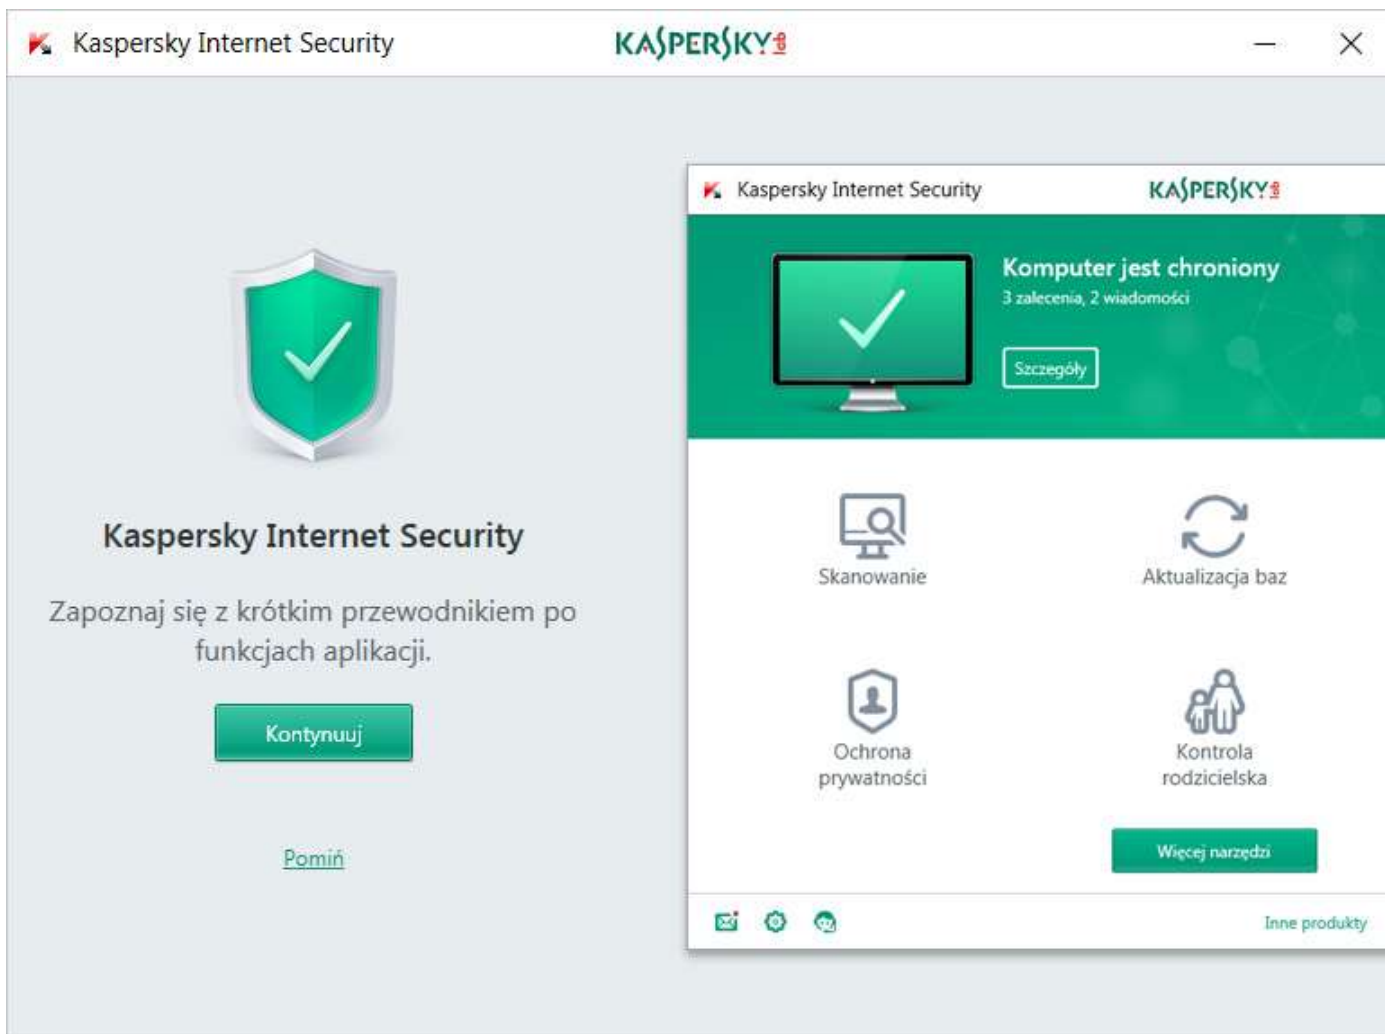 Kaspersky Internet Security
KASPERSKY lab
Kaspersky Internet Security
Zapoznaj się z krótkim przewodnikiem po
funkcjach aplikacji.
Kontynuuj
Pomiń
Kaspersky Internet Security
KASPERSKY lab
Komputer jest chroniony
3 zalecenia, 2 wiadomości
Szczegóły
Skanowanie
Aktualizacja baz
Ochrona
prywatności
Kontrola
rodzicielska
Więcej narzędzi
Inne produkty